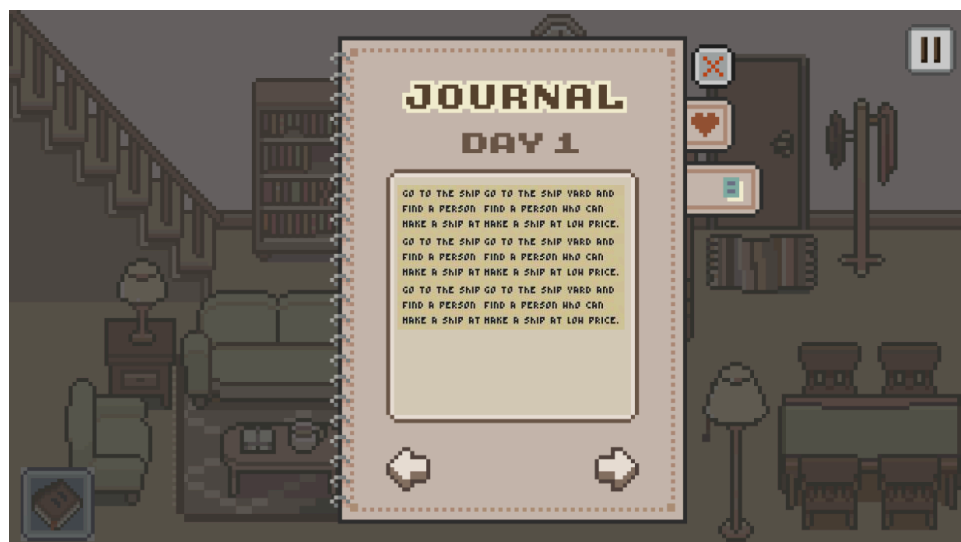 JOURNAL
DAY 1
GO TO THE SHIP GO TO THE SHIP YARD AND
FIND A PERSON FIND A PERSON WHO CAN
MAKE A SHIP AT MAKE A SHIP AT LOW PRICE.
GO TO THE SHIP GO TO THE SHIP YARD AND
FIND A PERSON FIND A PERSON WHO CAN
MAKE A SHIP AT MAKE A SHIP AT LOW PRICE.
GO TO THE SHIP GO TO THE SHIP YARD AND
FIND A PERSON FIND A PERSON WHO CAN
MAKE A SHIP AT MAKE A SHIP AT LOW PRICE.